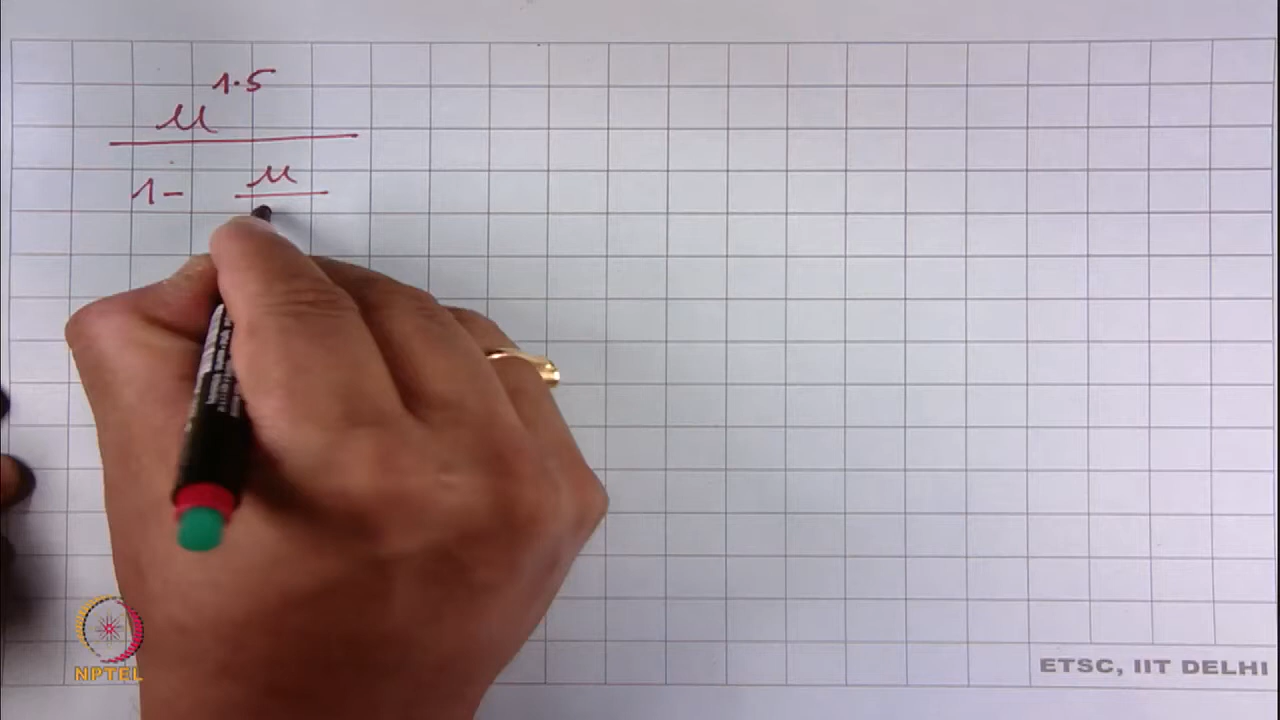 μ^1.5
1- μ
NPTEL
ETSC, IIT DELHI